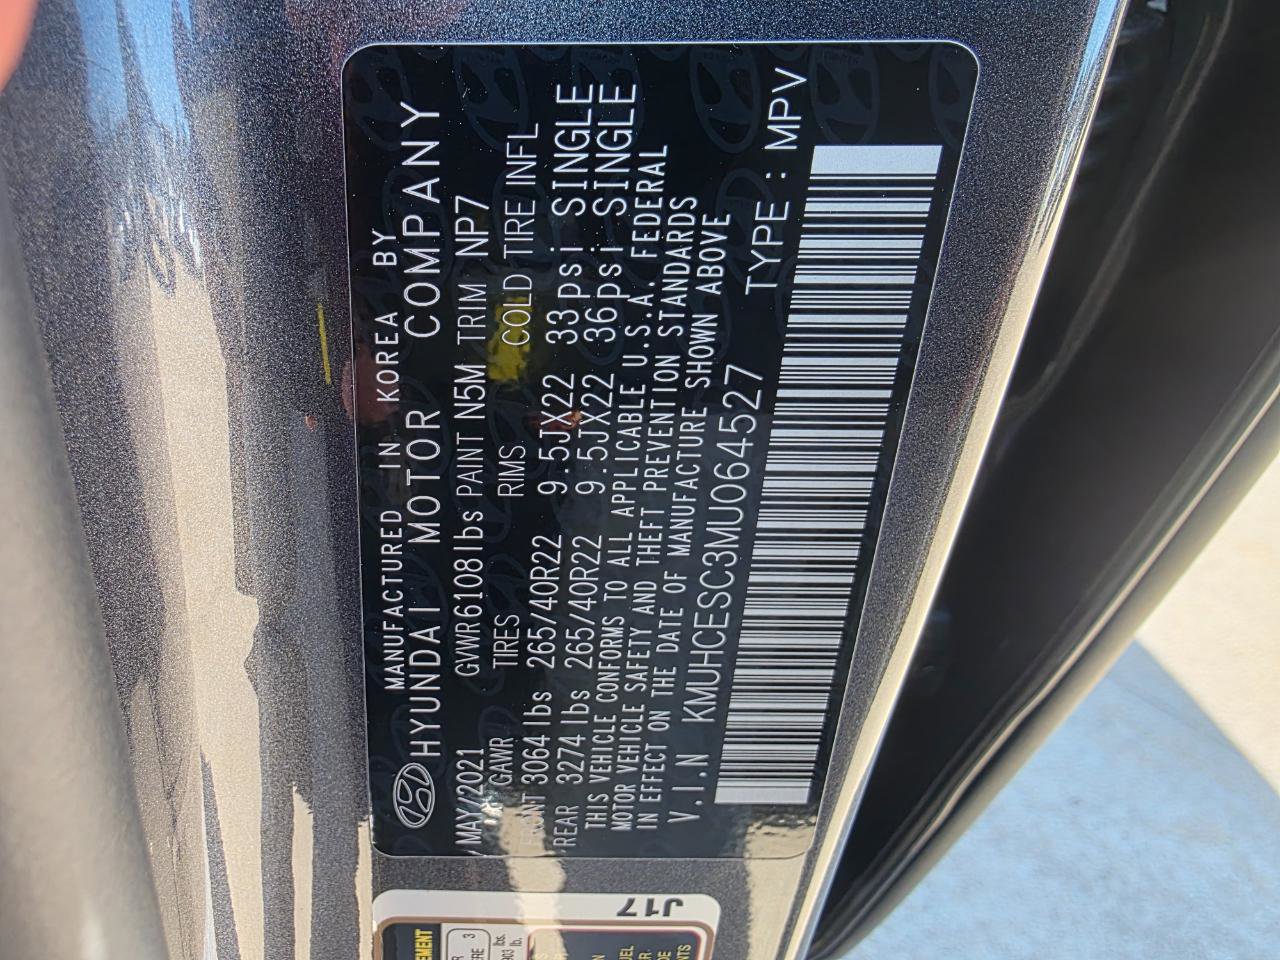 MANUFACTURED IN KOREA BY
HYUNDAI MOTOR COMPANY
MAY/2021 GVWR6108lbs PAINT N5M TRIM NP7
GAWR TIRES RIMS COLD TIRE INFL
FRONT 3064lbs 265/40R22 9.5JX22 33psi SINGLE
REAR 3274lbs 265/40R22 9.5JX22 36psi SINGLE
THIS VEHICLE CONFORMS TO ALL APPLICABLE U.S.A. FEDERAL
MOTOR VEHICLE SAFETY AND THEFT PREVENTION STANDARDS
IN EFFECT ON THE DATE OF MANUFACTURE SHOWN ABOVE
V.I.N KMUHCESC3MU064527 TYPE : MPV
J17